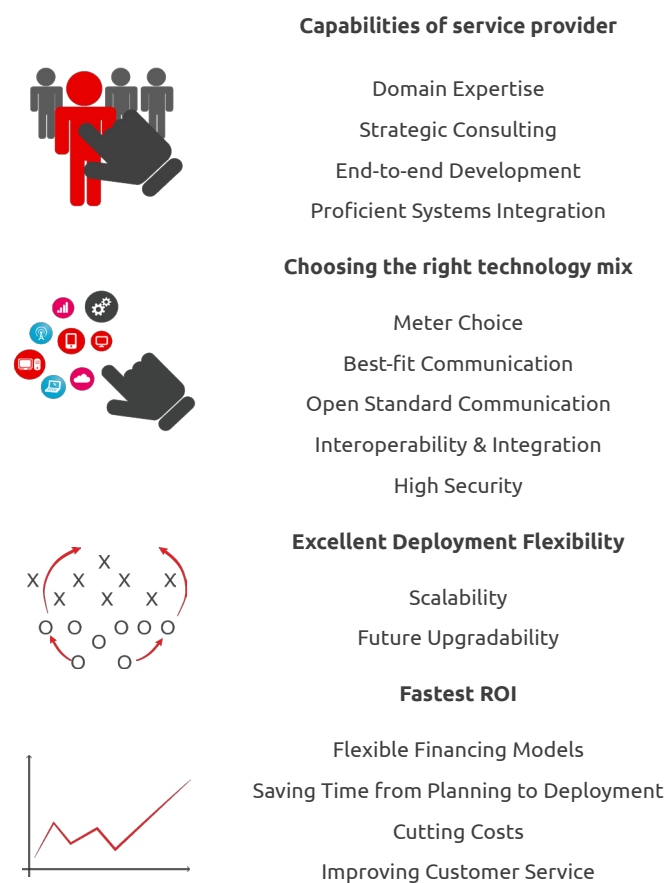 Capabilities of service provider
Domain Expertise
Strategic Consulting
End-to-end Development
Proficient Systems Integration
Choosing the right technology mix
Meter Choice
Best-fit Communication
Open Standard Communication
Interoperability & Integration
High Security
Excellent Deployment Flexibility
X
X X X X
X X X
O O O O O
O
O O
Scalability
Future Upgradability
Fastest ROI
Flexible Financing Models
Saving Time from Planning to Deployment
Cutting Costs
Improving Customer Service